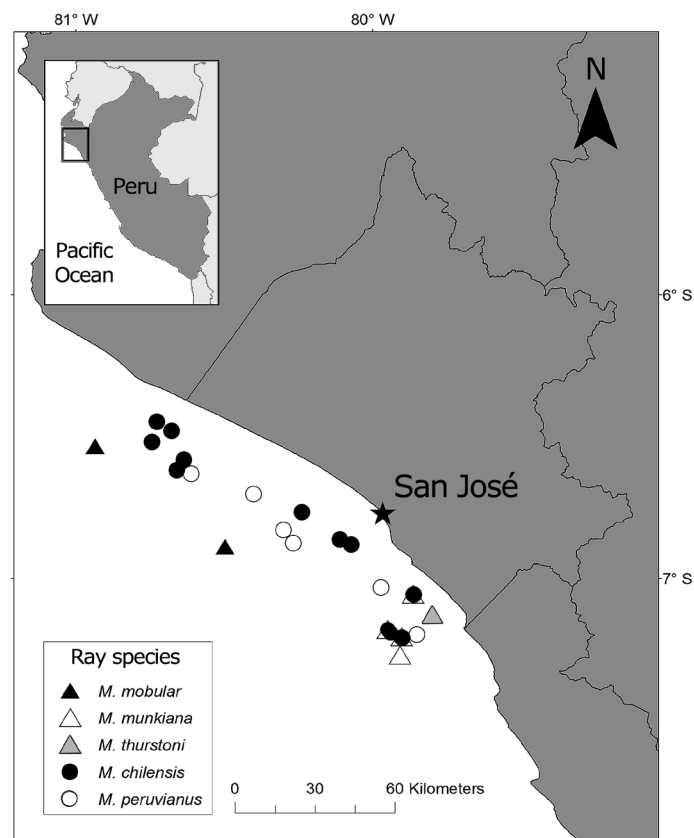 81° W
80° W
N
Peru
Pacific
Ocean
6° S
San José
7° S
Ray species
M. mobular
M. munkiana
M. thurstoni
M. chilensis
M. peruvianus
0 30 60 Kilometers